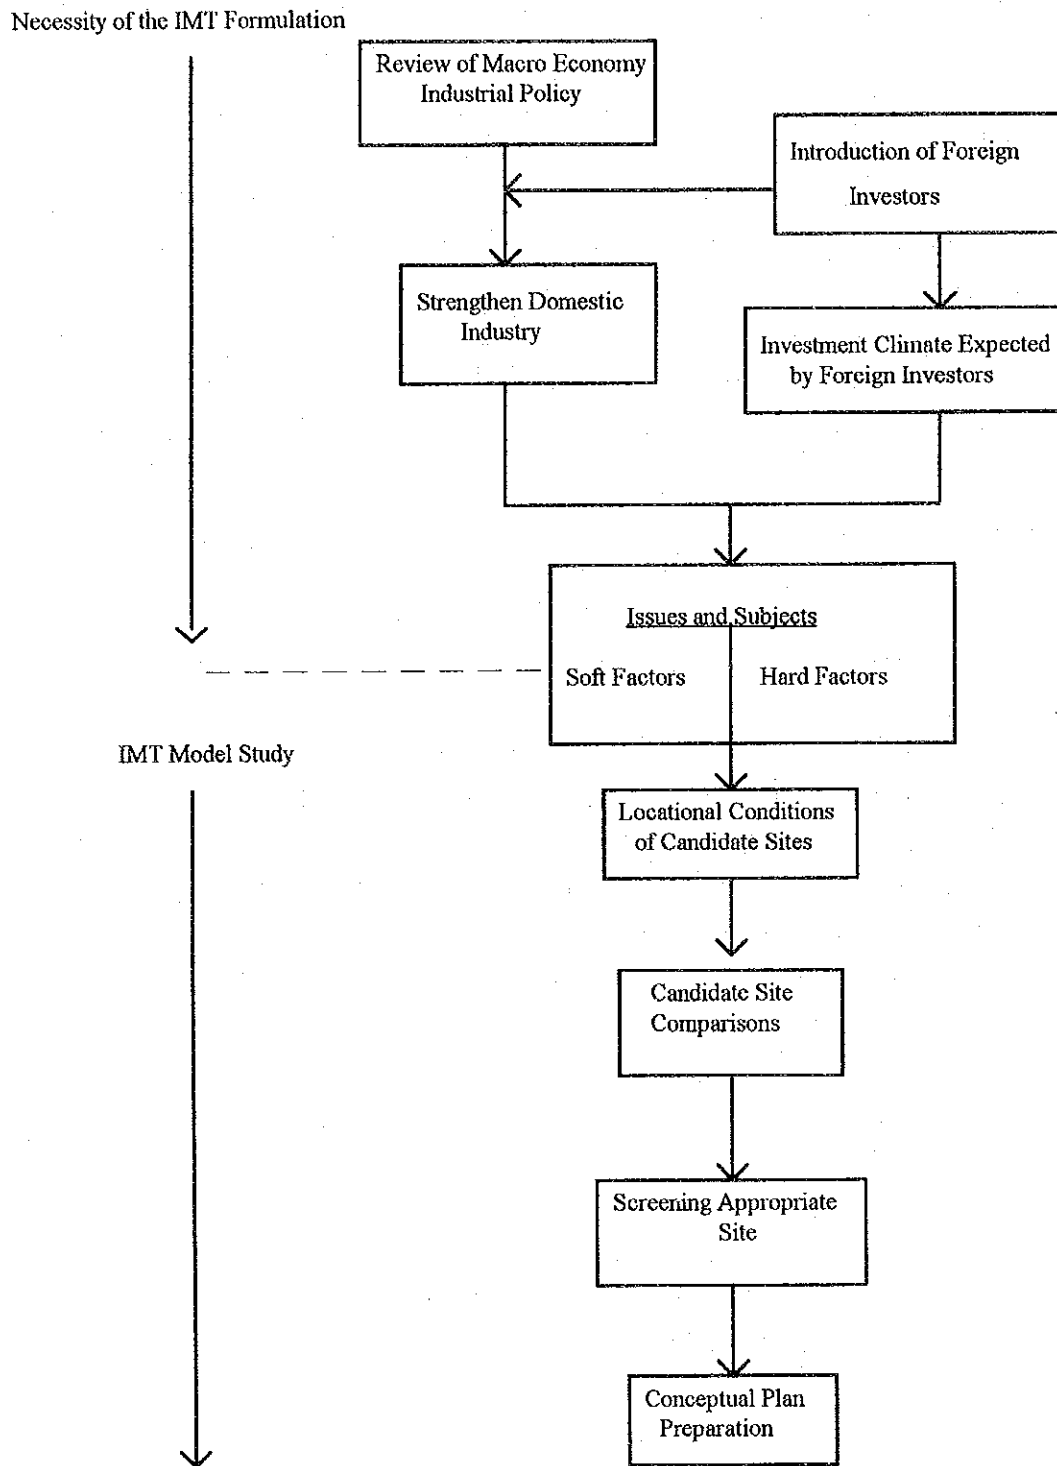 Necessity of the IMT Formulation
Review of Macro Economy
Industrial Policy
Introduction of Foreign
Investors
Strengthen Domestic
Industry
Investment Climate Expected
by Foreign Investors
Issues and Subjects
Soft Factors
Hard Factors
IMT Model Study
Locational Conditions
of Candidate Sites
Candidate Site
Comparisons
Screening Appropriate
Site
Conceptual Plan
Preparation